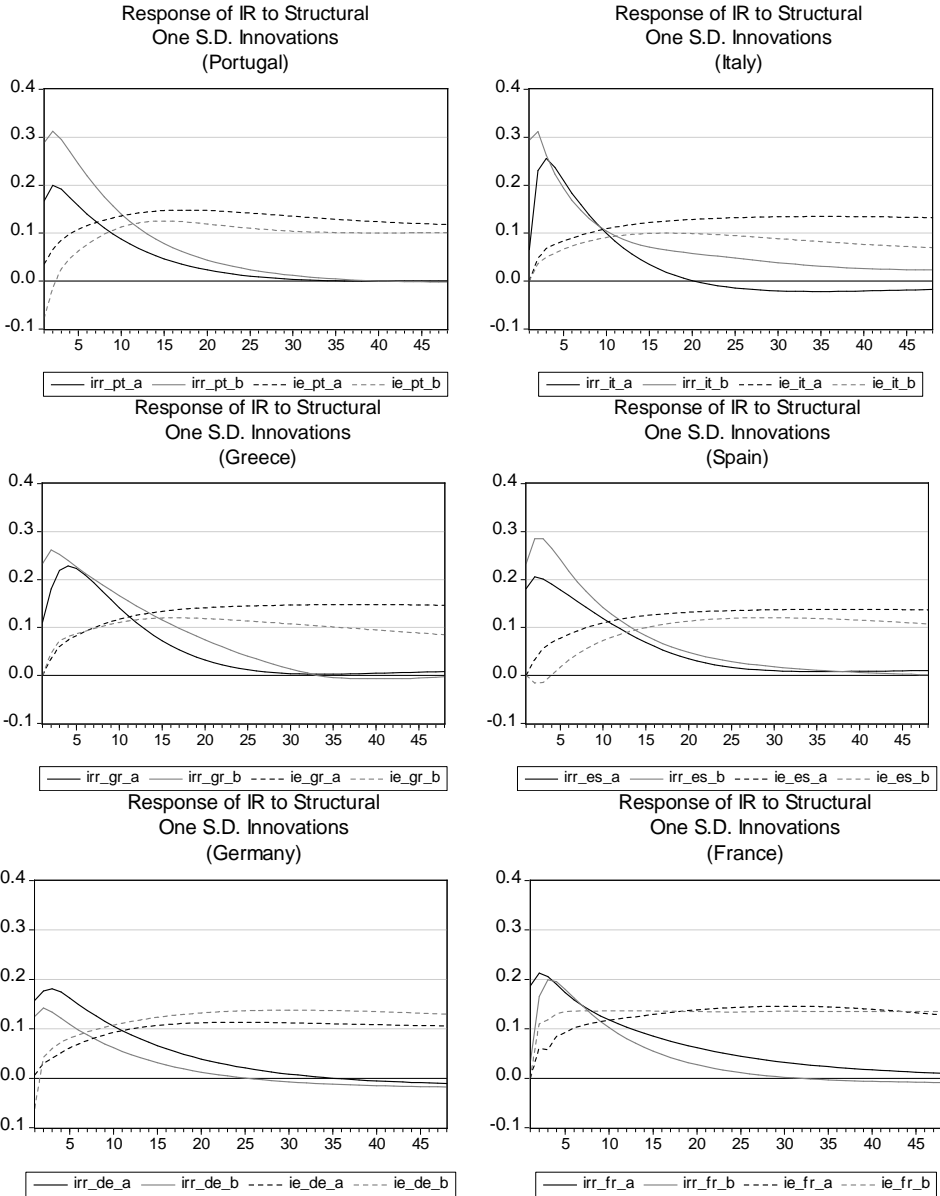 Response of IR to Structural
One S.D. Innovations
(Portugal)
0.4
0.3
0.2
0.1
0.0
-0.1
5 10 15 20 25 30 35 40 45
irr_pt_a irr_pt_b ie_pt_a ie_pt_b
Response of IR to Structural
One S.D. Innovations
(Italy)
0.4
0.3
0.2
0.1
0.0
-0.1
5 10 15 20 25 30 35 40 45
irr_it_a irr_it_b ie_it_a ie_it_b
Response of IR to Structural
One S.D. Innovations
(Greece)
0.4
0.3
0.2
0.1
0.0
-0.1
5 10 15 20 25 30 35 40 45
irr_gr_a irr_gr_b ie_gr_a ie_gr_b
Response of IR to Structural
One S.D. Innovations
(Spain)
0.4
0.3
0.2
0.1
0.0
-0.1
5 10 15 20 25 30 35 40 45
irr_es_a irr_es_b ie_es_a ie_es_b
Response of IR to Structural
One S.D. Innovations
(Germany)
0.4
0.3
0.2
0.1
0.0
0.1
5 10 15 20 25 30 35 40 45
irr_de_a irr_de_b ie_de_a ie_de_b
Response of IR to Structural
One S.D. Innovations
(France)
0.4
0.3
0.2
0.1
0.0
-0.1
5 10 15 20 25 30 35 40 45
irr_fr_a irr_fr_b ie_fr_a ie_fr_b